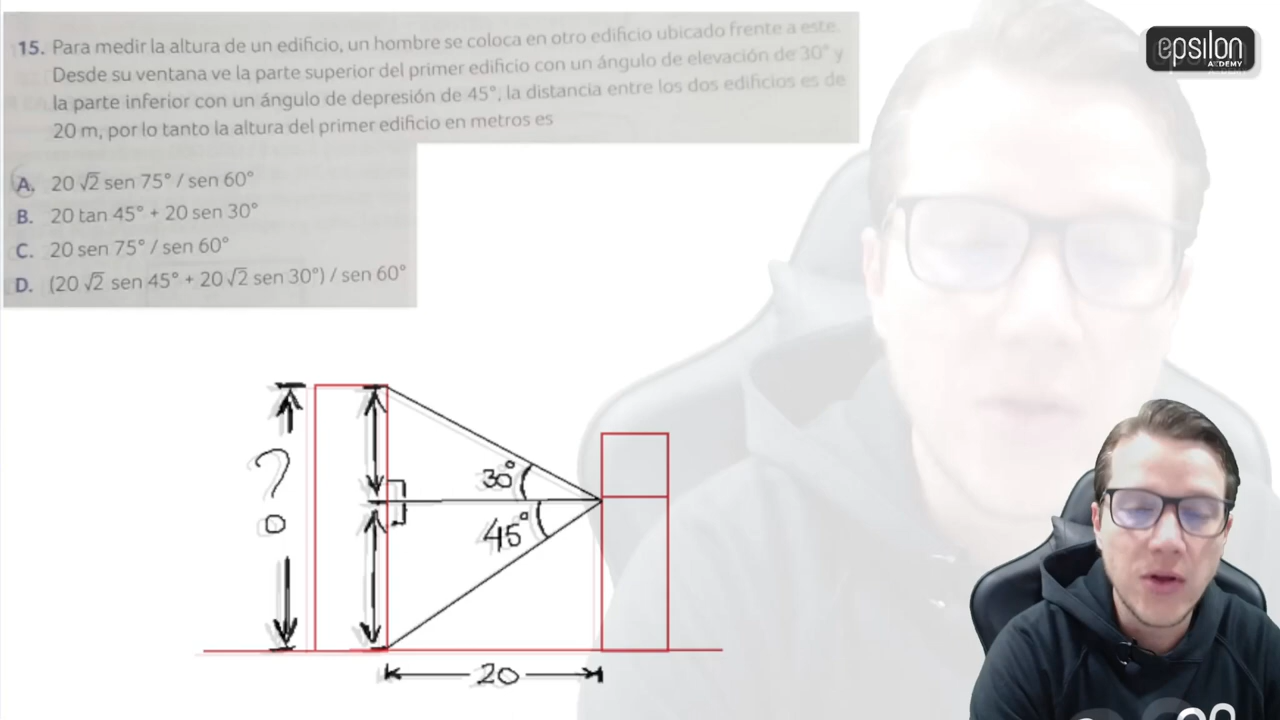 epsilon
ACADEMY
15. Para medir la altura de un edificio, un hombre se coloca en otro edificio ubicado frente a este.
Desde su ventana ve la parte superior del primer edificio con un ángulo de elevación de 30° y
la parte inferior con un ángulo de depresión de 45°, la distancia entre los dos edificios es de
20 m, por lo tanto la altura del primer edificio en metros es
A. 20 √2 sen 75° / sen 60°
B. 20 tan 45° + 20 sen 30°
C. 20 sen 75° / sen 60°
D. (20 √2 sen 45° + 20 √2 sen 30°) / sen 60°
?
30°
45°
20